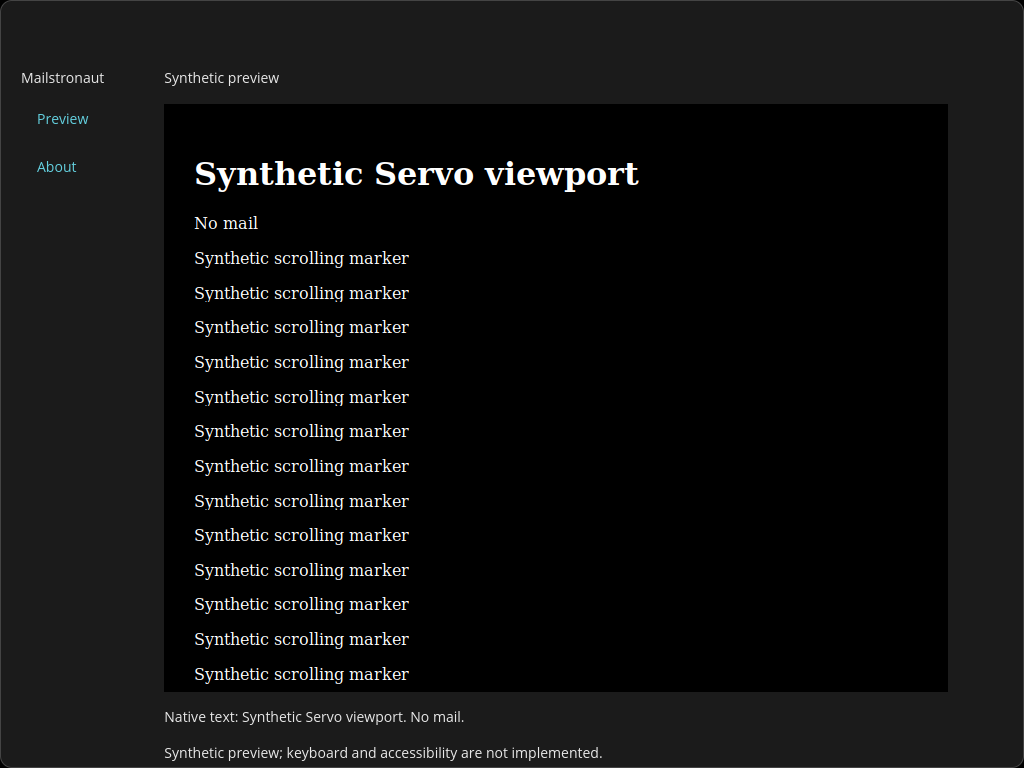 Mailstronaut
Preview
About
Synthetic preview
Synthetic Servo viewport
No mail
Synthetic scrolling marker
Synthetic scrolling marker
Synthetic scrolling marker
Synthetic scrolling marker
Synthetic scrolling marker
Synthetic scrolling marker
Synthetic scrolling marker
Synthetic scrolling marker
Synthetic scrolling marker
Synthetic scrolling marker
Synthetic scrolling marker
Synthetic scrolling marker
Synthetic scrolling marker
Native text: Synthetic Servo viewport. No mail.
Synthetic preview; keyboard and accessibility are not implemented.